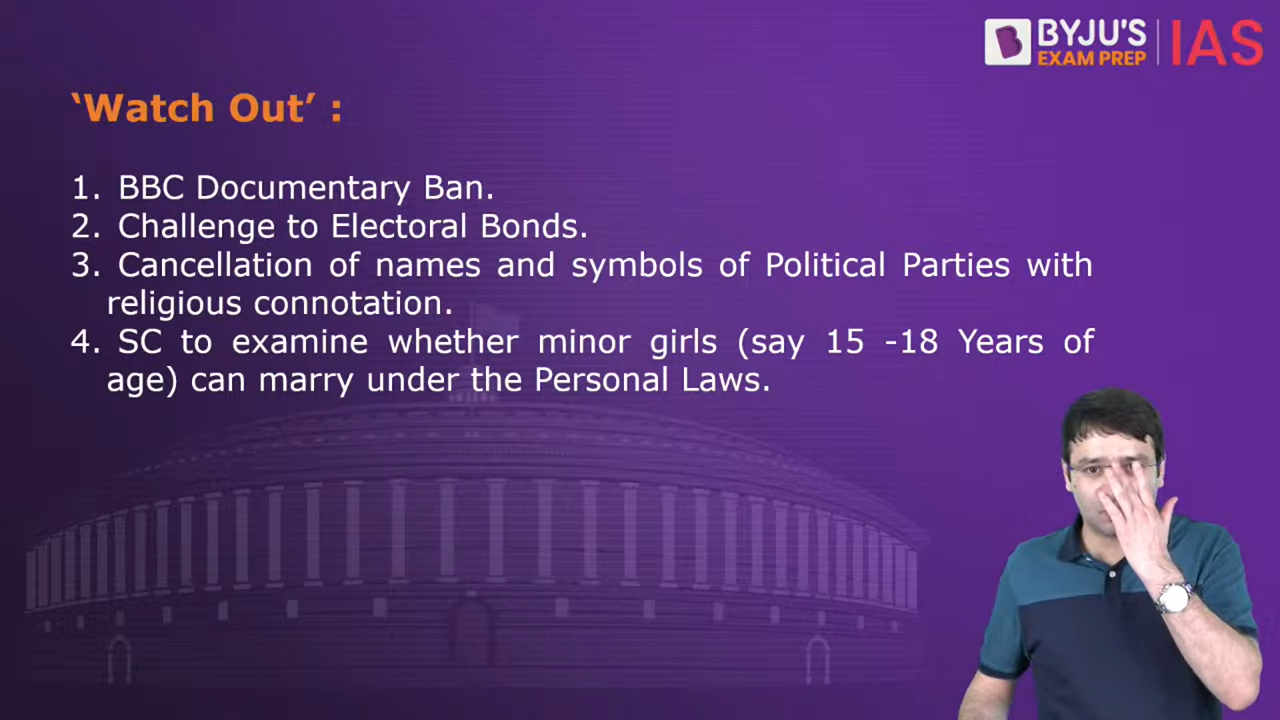 BYJU'S
EXAM PREP
IAS
‘Watch Out’ :
1. BBC Documentary Ban.
2. Challenge to Electoral Bonds.
3. Cancellation of names and symbols of Political Parties with
religious connotation.
4. SC to examine whether minor girls (say 15 -18 Years of
age) can marry under the Personal Laws.